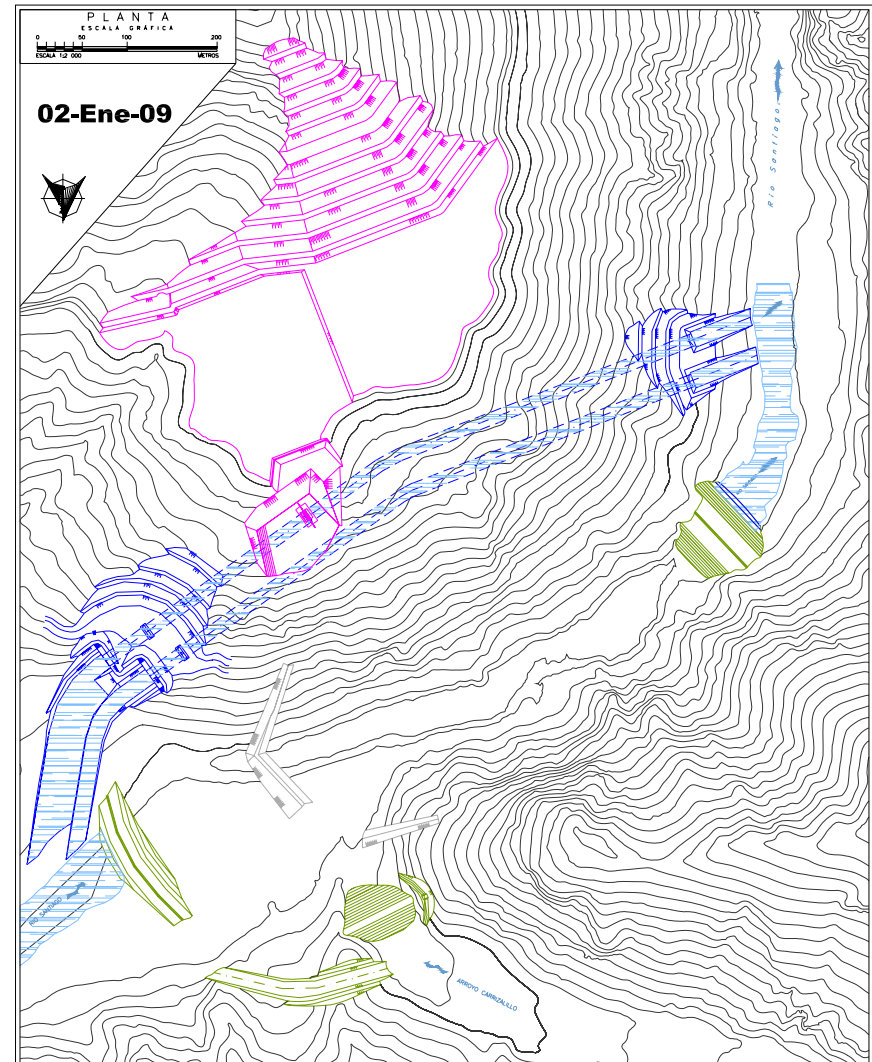 PLANTA
ESCALA GRÁFICA
0 50 100 200
ESCALA 1:2 000 METROS
02-Ene-09
Río Santiago
RÍO SANTIAGO
ARROYO CARRIZALILLO